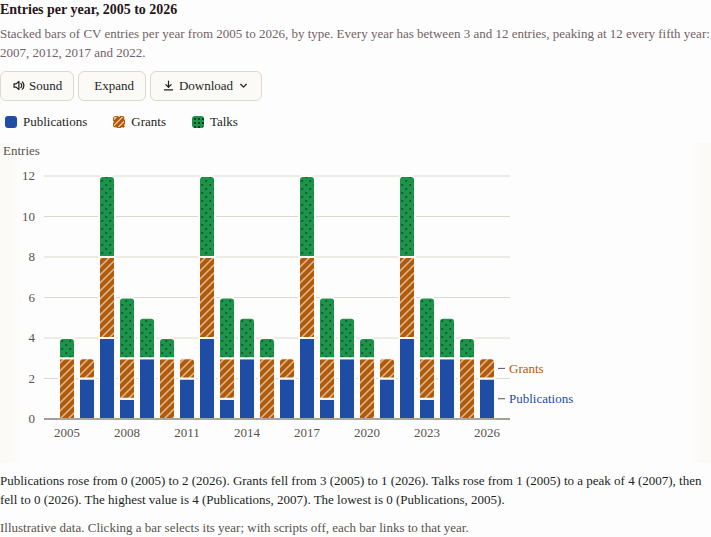 Entries per year, 2005 to 2026
Stacked bars of CV entries per year from 2005 to 2026, by type. Every year has between 3 and 12 entries, peaking at 12 every fifth year:
2007, 2012, 2017 and 2022.
Sound Expand Download
Publications Grants Talks
Entries
12
10
8
6
4
2
0
Grants
Publications
2005 2008 2011 2014 2017 2020 2023 2026
Publications rose from 0 (2005) to 2 (2026). Grants fell from 3 (2005) to 1 (2026). Talks rose from 1 (2005) to a peak of 4 (2007), then
fell to 0 (2026). The highest value is 4 (Publications, 2007). The lowest is 0 (Publications, 2005).
Illustrative data. Clicking a bar selects its year; with scripts off, each bar links to that year.